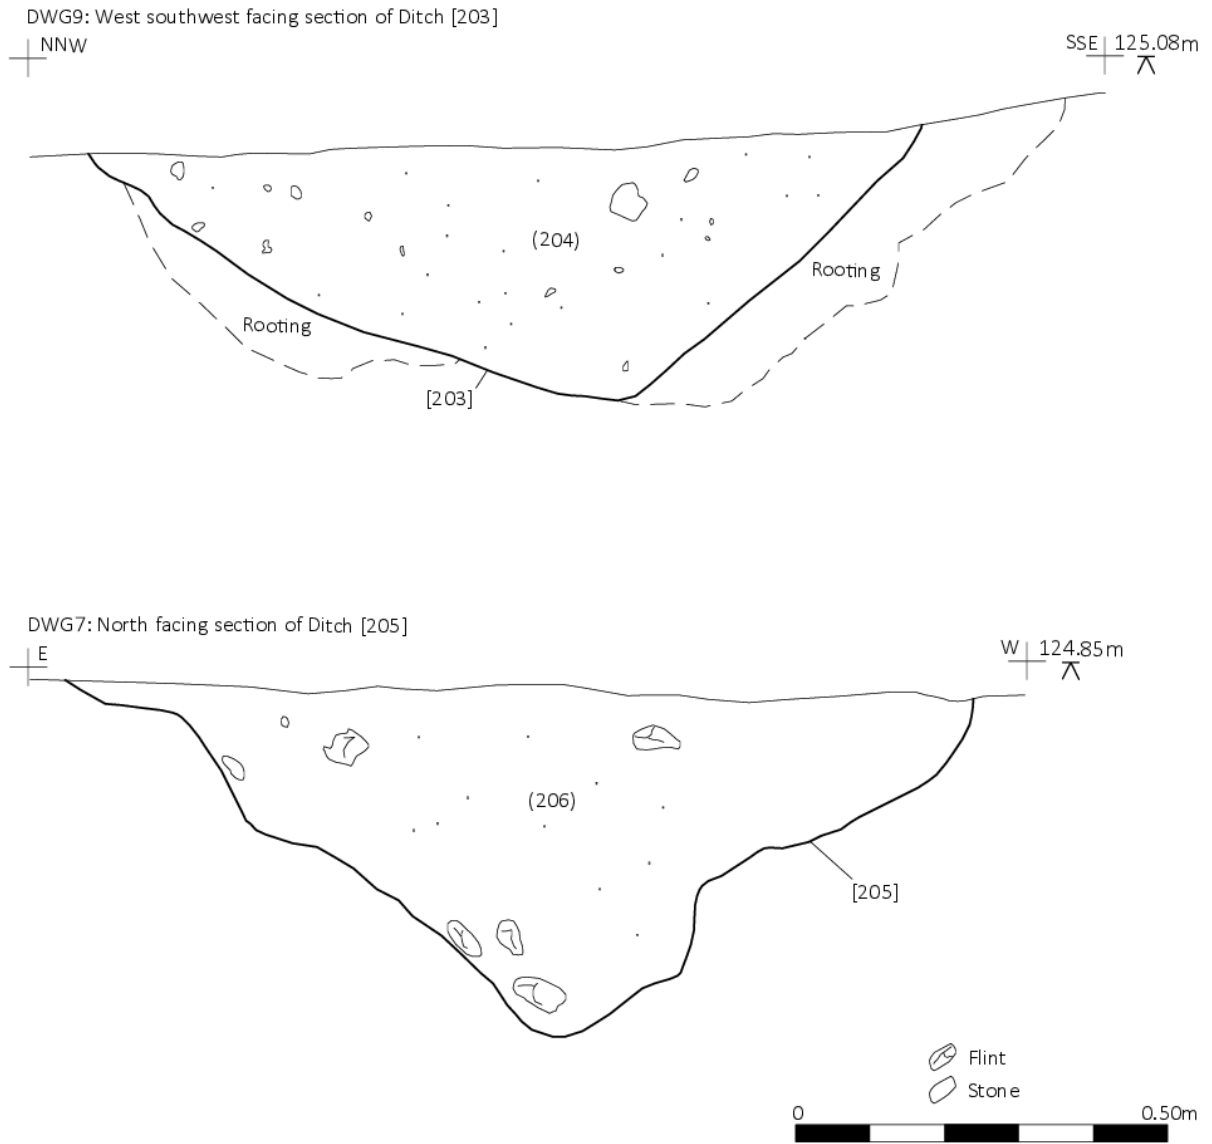 DWG9: West southwest facing section of Ditch [203]
NNW
SSE 125.08m
(204)
Rooting
Rooting
[203]
DWG7: North facing section of Ditch [205]
E
W 124.85m
(206)
[205]
Flint
Stone
0 0.50m